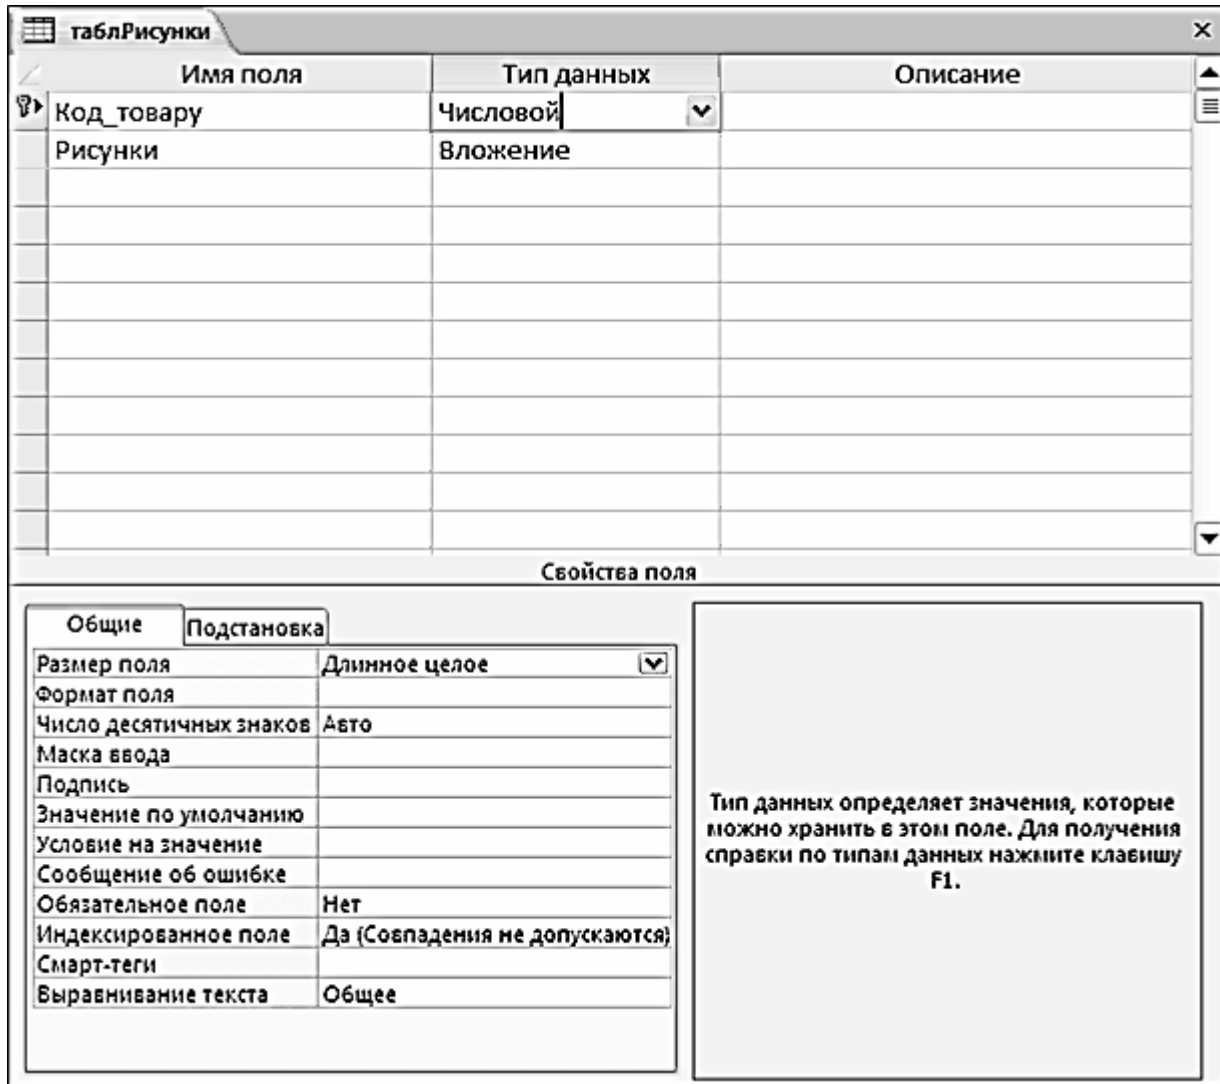 таблРисунки
Имя поля Тип данных Описание
Код_товару Числовой
Рисунки Вложение
Свойства поля
Общие Подстановка
Размер поля Длинное целое
Формат поля
Число десятичных знаков Авто
Маска ввода
Подпись
Значение по умолчанию
Условие на значение
Сообщение об ошибке
Обязательное поле Нет
Индексированное поле Да (Совпадения не допускаются)
Смарт-теги
Выравнивание текста Общее
Тип данных определяет значения, которые
можно хранить в этом поле. Для получения
справки по типам данных нажмите клавишу
F1.